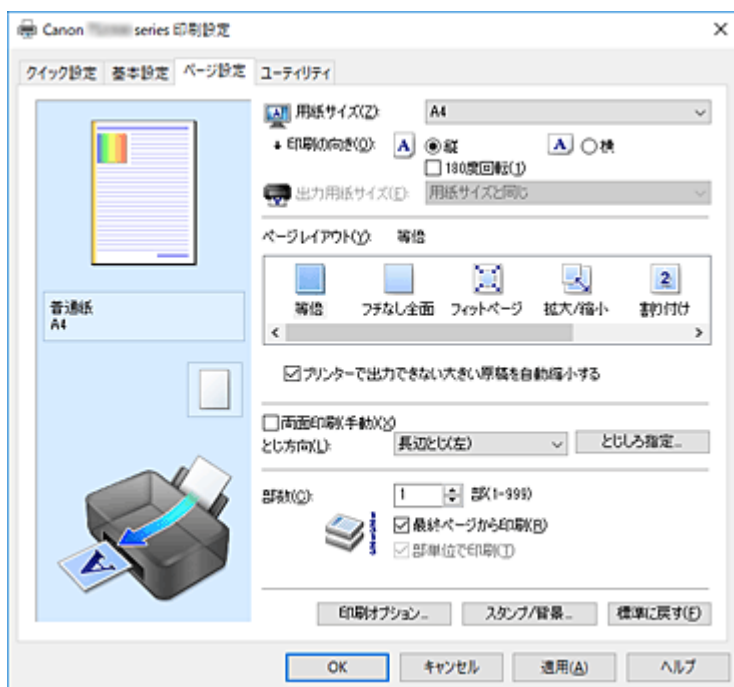 Canon series 印刷設定
クイック設定 基本設定 ページ設定 ユーティリティ
用紙サイズ(Z): A4
印刷の向き(O): A 縦 A 横
180度回転(1)
出力用紙サイズ(E): 用紙サイズと同じ
ページレイアウト(Y): 等倍
2
等倍 フチなし全面 フィットページ 拡大/縮小 割り付け
普通紙
A4
プリンターで出力できない大きい原稿を自動縮小する
両面印刷(手動)(X)
とじ方向(L): 長辺とじ(左) とじしろ指定...
部数(C): 1 部(1-999)
最終ページから印刷(R)
部単位で印刷(T)
A
印刷オプション... スタンプ/背景... 標準に戻す(F)
OK キャンセル 適用(A) ヘルプ